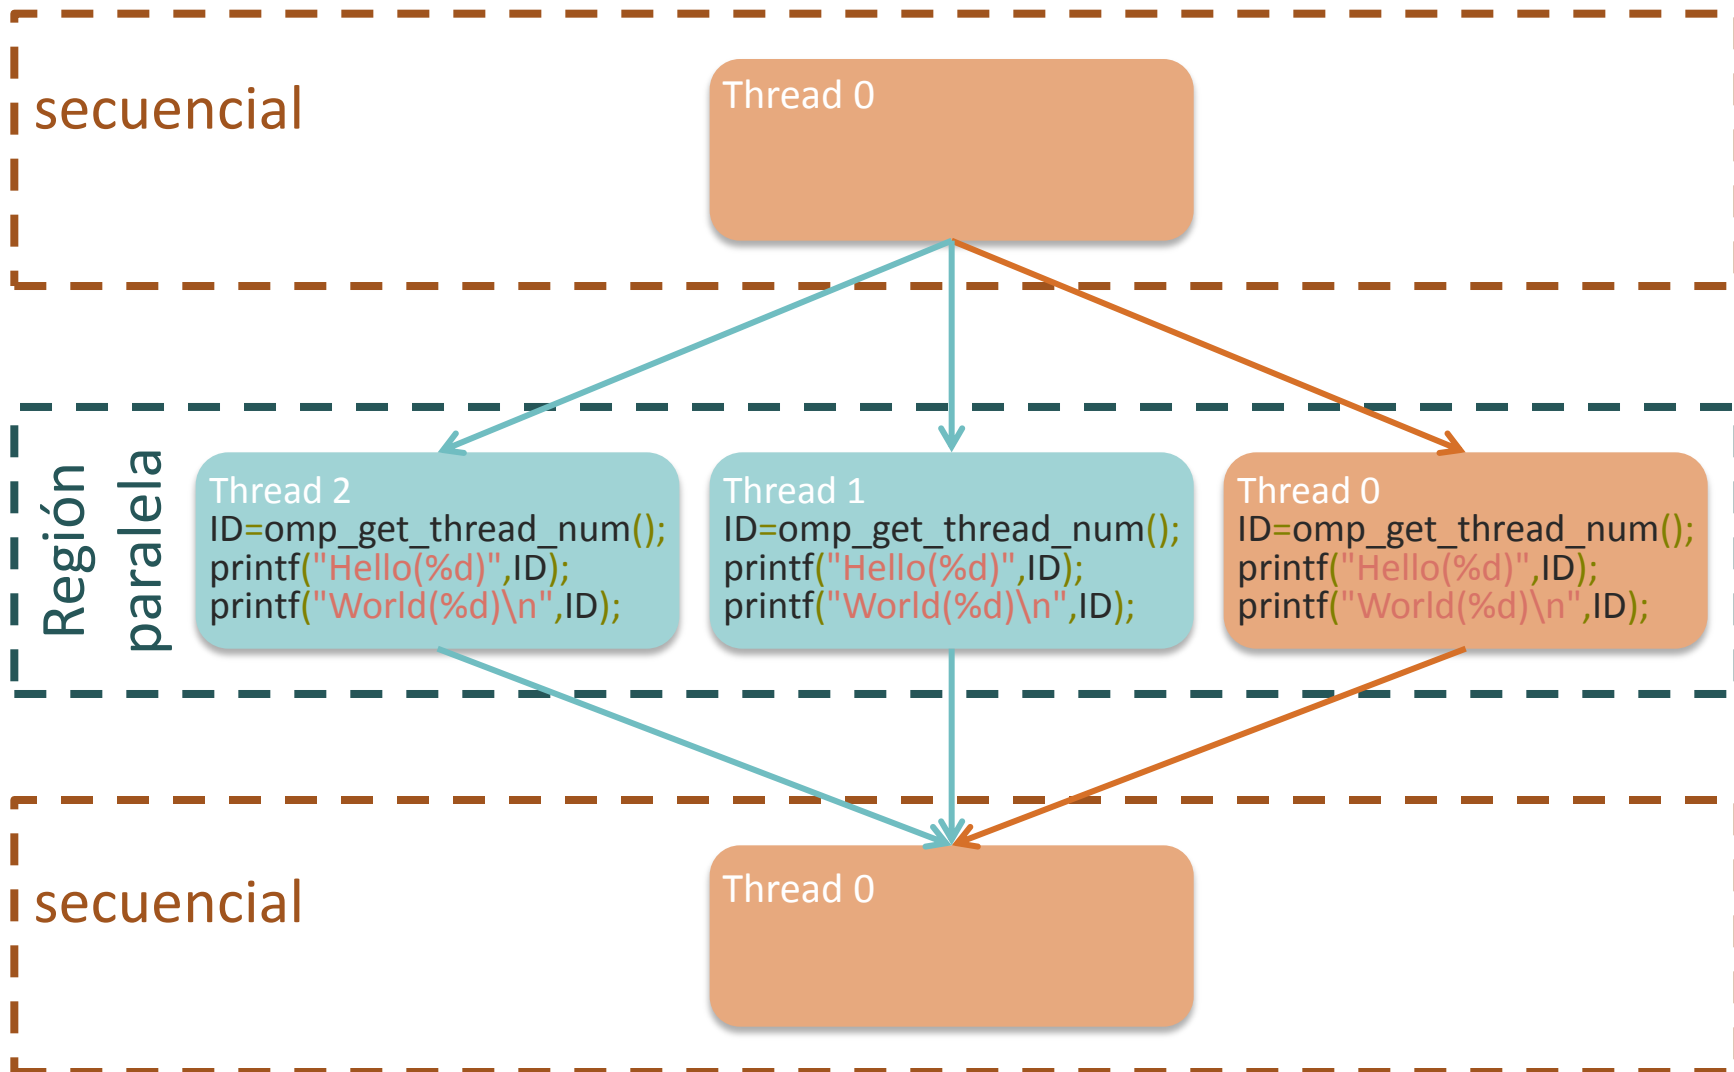 secuencial
Thread 0
Región
paralela
Thread 2
ID=omp_get_thread_num();
printf("Hello(%d)",ID);
printf("World(%d)\n",ID);
Thread 1
ID=omp_get_thread_num();
printf("Hello(%d)",ID);
printf("World(%d)\n",ID);
Thread 0
ID=omp_get_thread_num();
printf("Hello(%d)",ID);
printf("World(%d)\n",ID);
secuencial
Thread 0